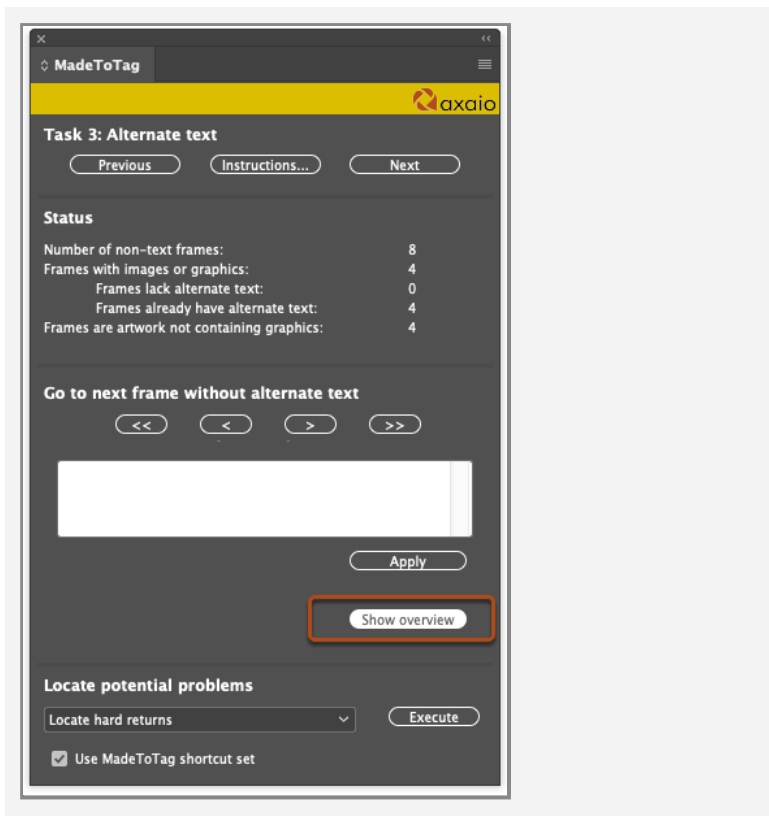 MadeToTag
axaio
Task 3: Alternate text
Previous Instructions... Next
Status
Number of non-text frames: 8
Frames with images or graphics: 4
Frames lack alternate text: 0
Frames already have alternate text: 4
Frames are artwork not containing graphics: 4
Go to next frame without alternate text
<< < > >>
Apply
Show overview
Locate potential problems
Locate hard returns Execute
Use MadeToTag shortcut set